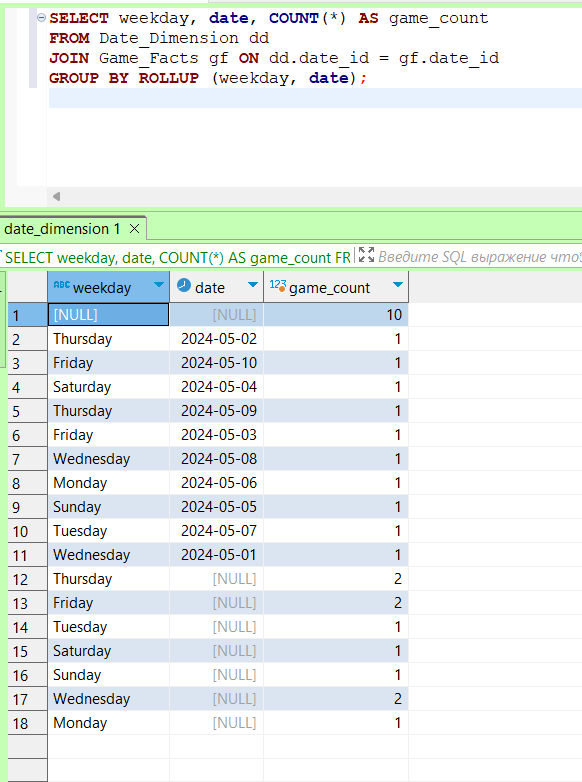 SELECT weekday, date, COUNT(*) AS game_count
FROM Date_Dimension dd
JOIN Game_Facts gf ON dd.date_id = gf.date_id
GROUP BY ROLLUP (weekday, date);
date_dimension 1
SELECT weekday, date, COUNT(*) AS game_count FR Введите SQL выражение чтоб
ABC weekday date 123 game_count
1 [NULL] [NULL] 10
2 Thursday 2024-05-02 1
3 Friday 2024-05-10 1
4 Saturday 2024-05-04 1
5 Thursday 2024-05-09 1
6 Friday 2024-05-03 1
7 Wednesday 2024-05-08 1
8 Monday 2024-05-06 1
9 Sunday 2024-05-05 1
10 Tuesday 2024-05-07 1
11 Wednesday 2024-05-01 1
12 Thursday [NULL] 2
13 Friday [NULL] 2
14 Tuesday [NULL] 1
15 Saturday [NULL] 1
16 Sunday [NULL] 1
17 Wednesday [NULL] 2
18 Monday [NULL] 1